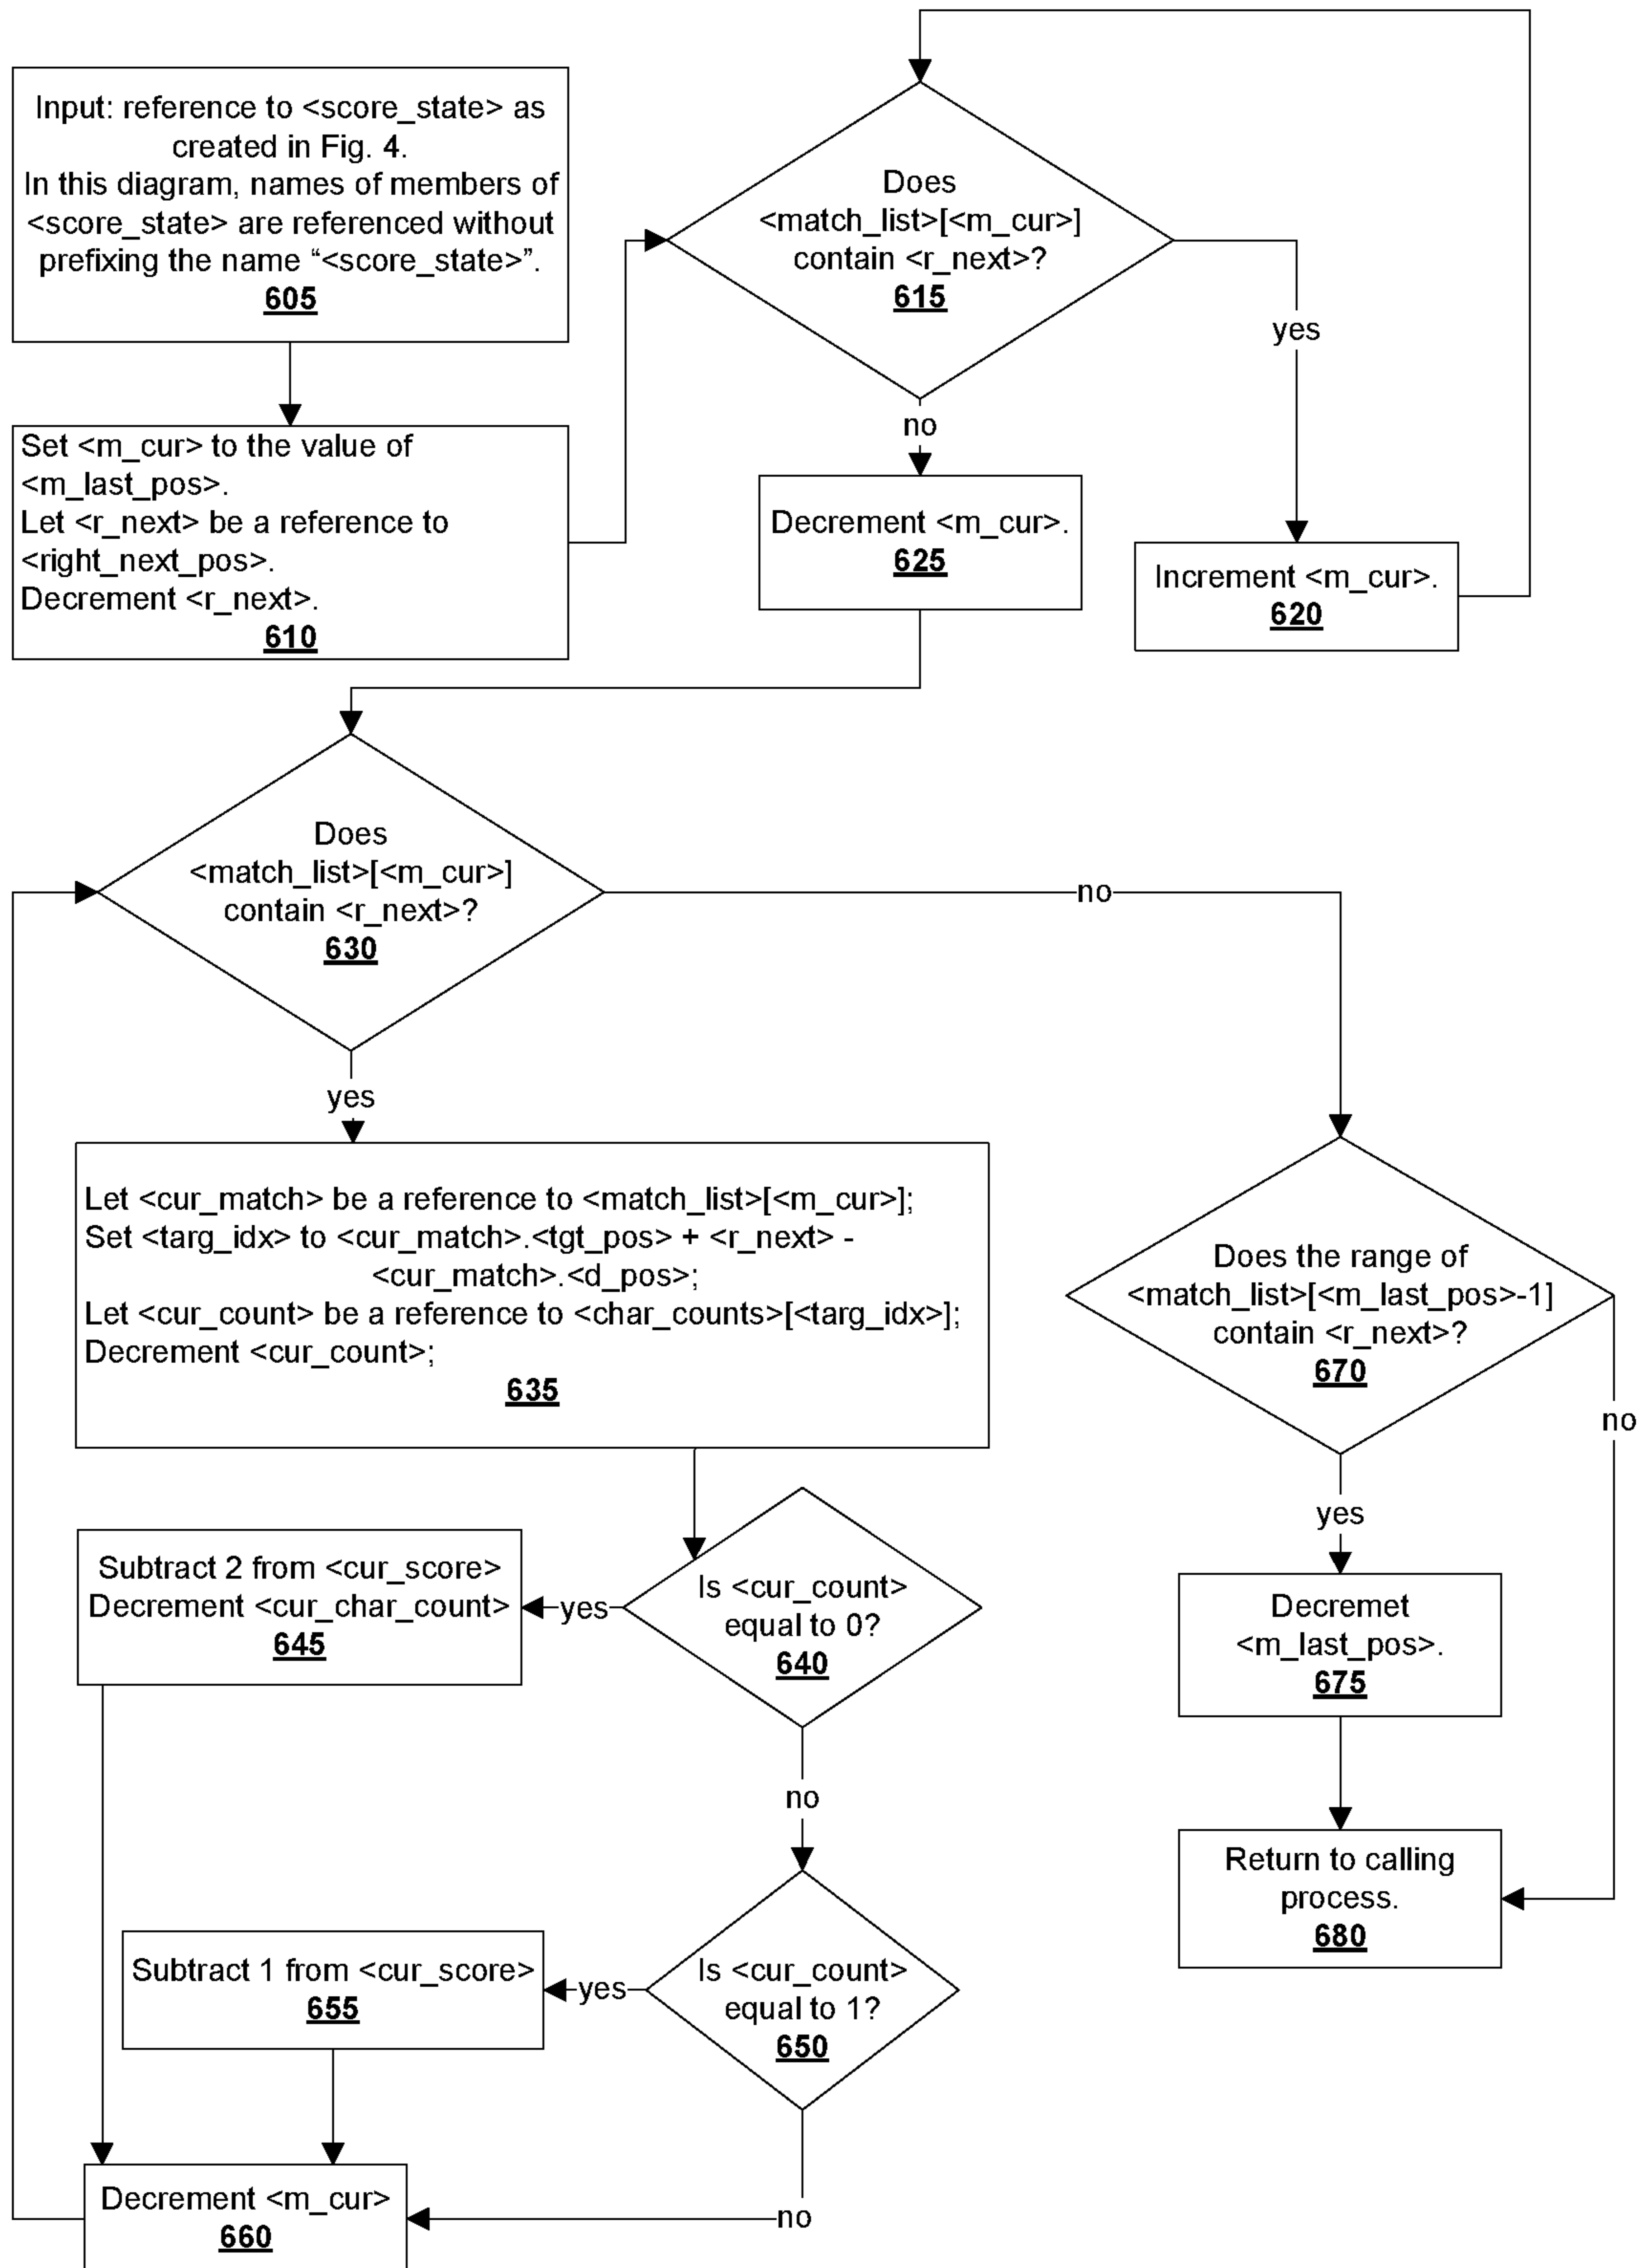 Input: reference to <score_state> as
created in Fig. 4.
In this diagram, names of members of
<score_state> are referenced without
prefixing the name “<score_state>”.
605
Set <m_cur> to the value of
<m_last_pos>.
Let <r_next> be a reference to
<right_next_pos>.
Decrement <r_next>.
610
Does
<match_list>[<m_cur>]
contain <r_next>?
615
yes
no
Increment <m_cur>.
620
Decrement <m_cur>.
625
Does
<match_list>[<m_cur>]
contain <r_next>?
630
no
yes
Let <cur_match> be a reference to <match_list>[<m_cur>];
Set <targ_idx> to <cur_match>.<tgt_pos> + <r_next> -
<cur_match>.<d_pos>;
Let <cur_count> be a reference to <char_counts>[<targ_idx>];
Decrement <cur_count>;
635
Is <cur_count>
equal to 0?
640
yes
Subtract 2 from <cur_score>
Decrement <cur_char_count>
645
no
Is <cur_count>
equal to 1?
650
yes
Subtract 1 from <cur_score>
655
no
Decrement <m_cur>
660
Does the range of
<match_list>[<m_last_pos>-1]
contain <r_next>?
670
no
yes
Decremet
<m_last_pos>.
675
Return to calling
process.
680